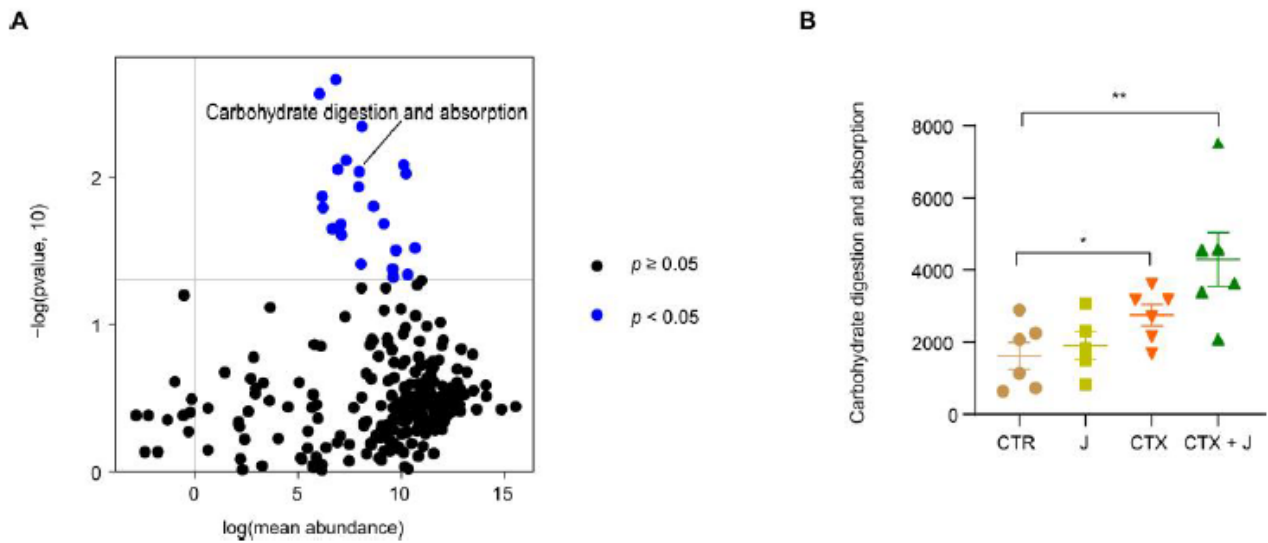 A
B
Carbohydrate digestion and absorption
−log(pvalue, 10)
2
1
2
0
5
10
15
log(mean abundance)
p ≥ 0.05
p < 0.05
Carbohydrate digestion and absorption
8000
6000
4000
2000
0
**
*
CTR
J
CTX
CTX + J